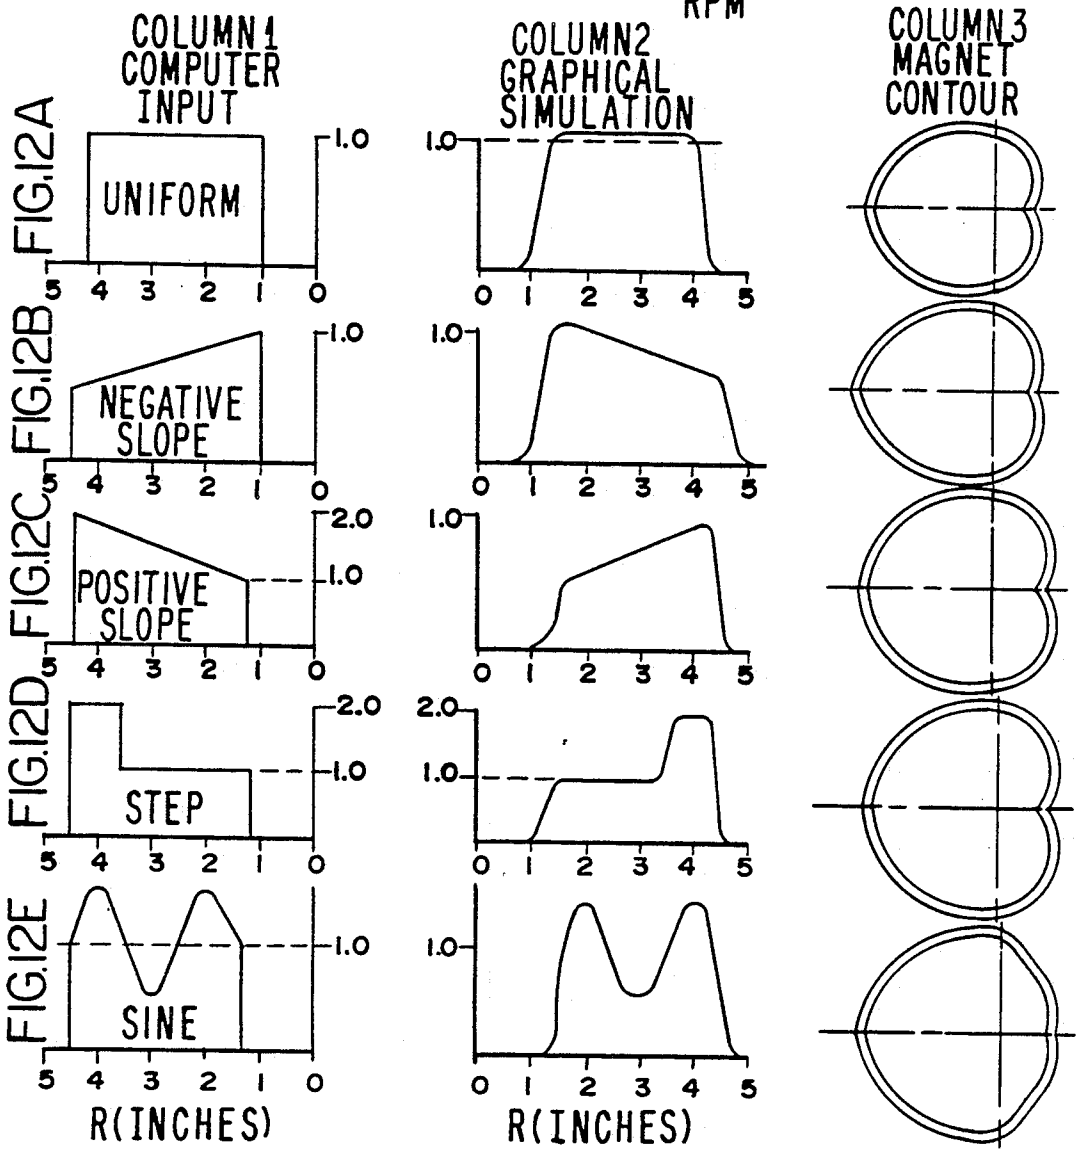 RPM
COLUMN 1
COMPUTER
INPUT
COLUMN2
GRAPHICAL
SIMULATION
COLUMN 3
MAGNET
CONTOUR
FIG.12A
UNIFORM
1.0
5 4 3 2 1 0
1.0
0 1 2 3 4 5
FIG.12B
NEGATIVE
SLOPE
1.0
5 4 3 2 1 0
1.0
0 1 2 3 4 5
FIG.12C
POSITIVE
SLOPE
2.0
1.0
5 4 3 2 1 0
1.0
0 1 2 3 4 5
FIG.12D
STEP
2.0
1.0
5 4 3 2 1 0
2.0
1.0
0 1 2 3 4 5
FIG.12E
SINE
1.0
5 4 3 2 1 0
R(INCHES)
1.0
0 1 2 3 4 5
R(INCHES)